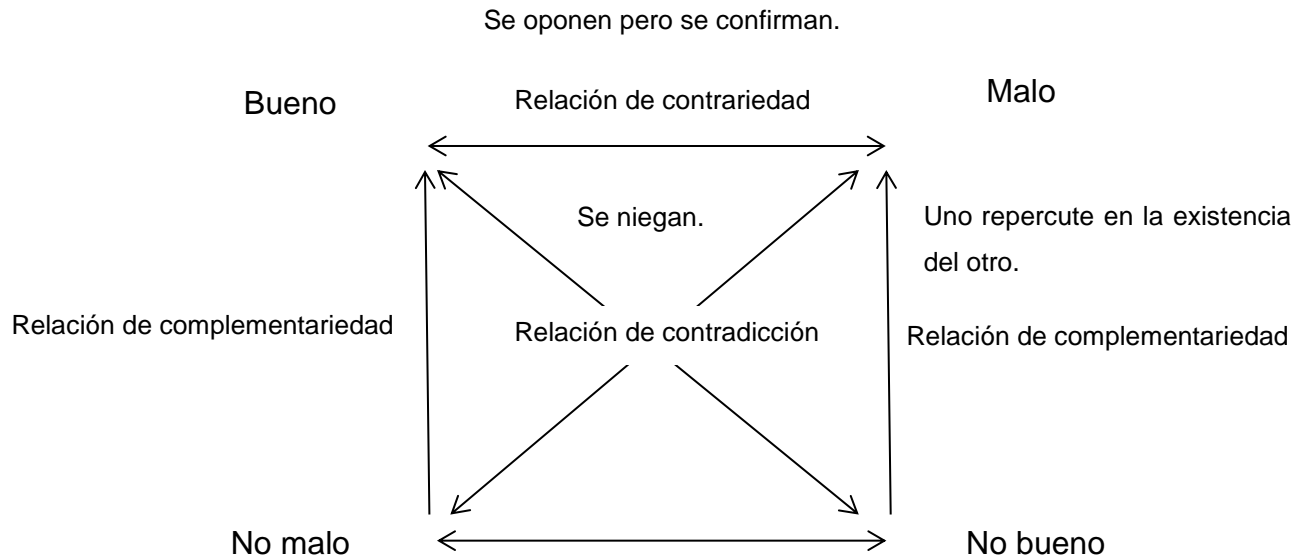 Se oponen pero se confirman.
Bueno
Relación de contrariedad
Malo
Se niegan.
Uno repercute en la existencia
del otro.
Relación de complementariedad
Relación de contradicción
Relación de complementariedad
No malo
No bueno